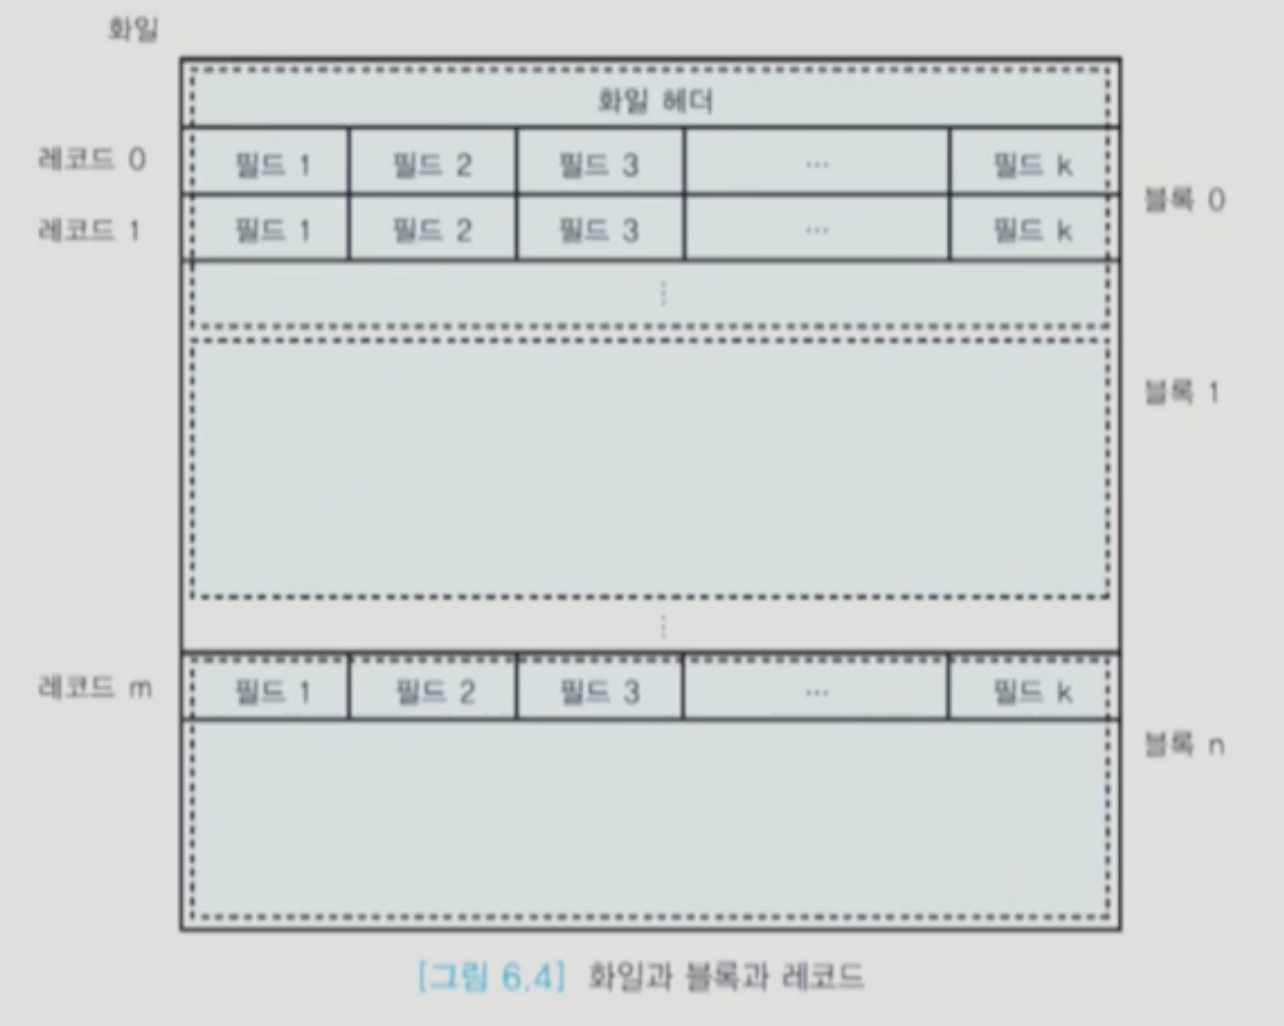 화일
화일 헤더
레코드 0 필드 1 필드 2 필드 3 … 필드 k
블록 0
레코드 1 필드 1 필드 2 필드 3 … 필드 k
⋮
블록 1
⋮
레코드 m 필드 1 필드 2 필드 3 … 필드 k
블록 n
[그림 6.4] 화일과 블록과 레코드